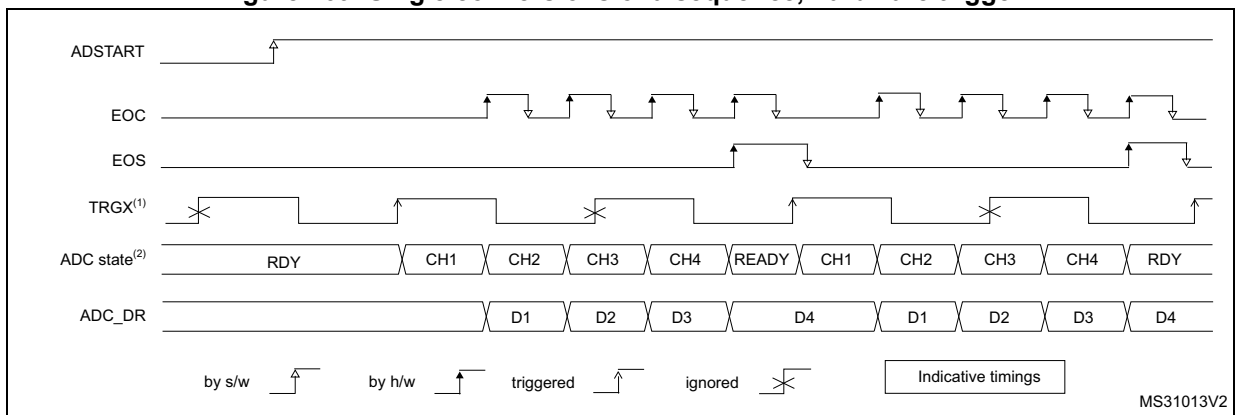 ADSTART
EOC
EOS
TRGX(1)
ADC state(2) RDY CH1 CH2 CH3 CH4 READY CH1 CH2 CH3 CH4 RDY
ADC_DR D1 D2 D3 D4 D1 D2 D3 D4
by s/w by h/w triggered ignored Indicative timings
MS31013V2